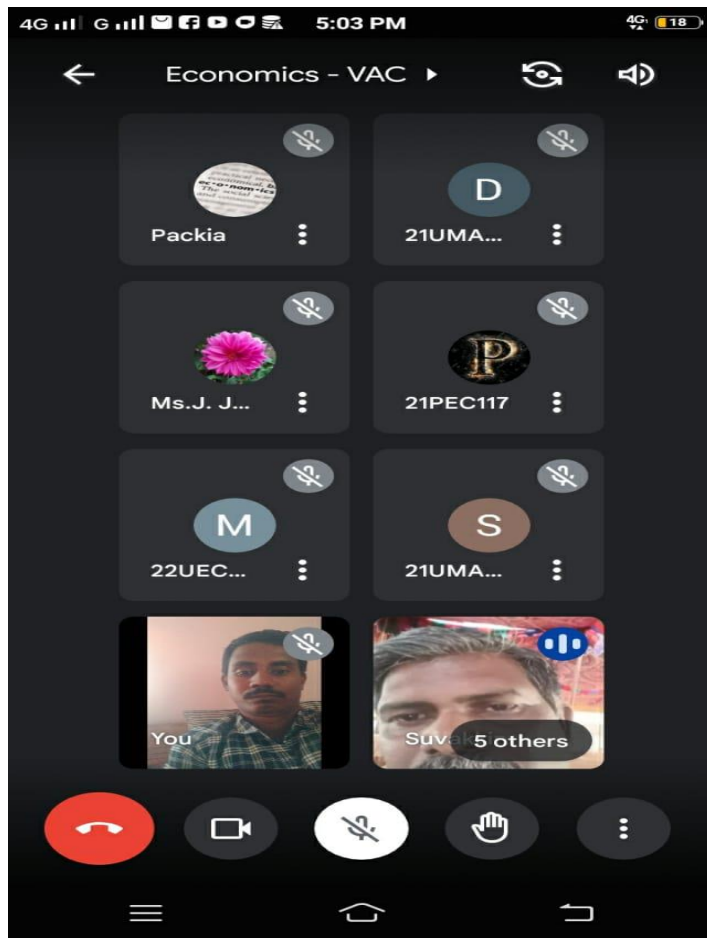 4G G 5:03 PM 4G 18
Economics - VAC
Packia
D
21UMA...
Ms.J. J...
P
21PEC117
M
22UEC...
S
21UMA...
You
5 others